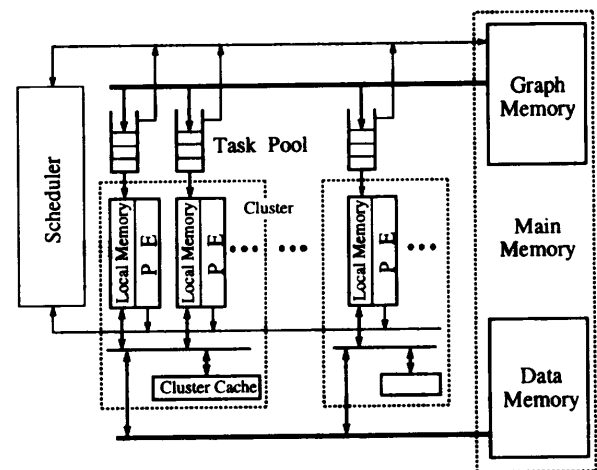 Graph
Memory
Task Pool
Scheduler
Cluster
Local Memory
P E
Local Memory
P E
Local Memory
P E
Main
Memory
Cluster Cache
Data
Memory